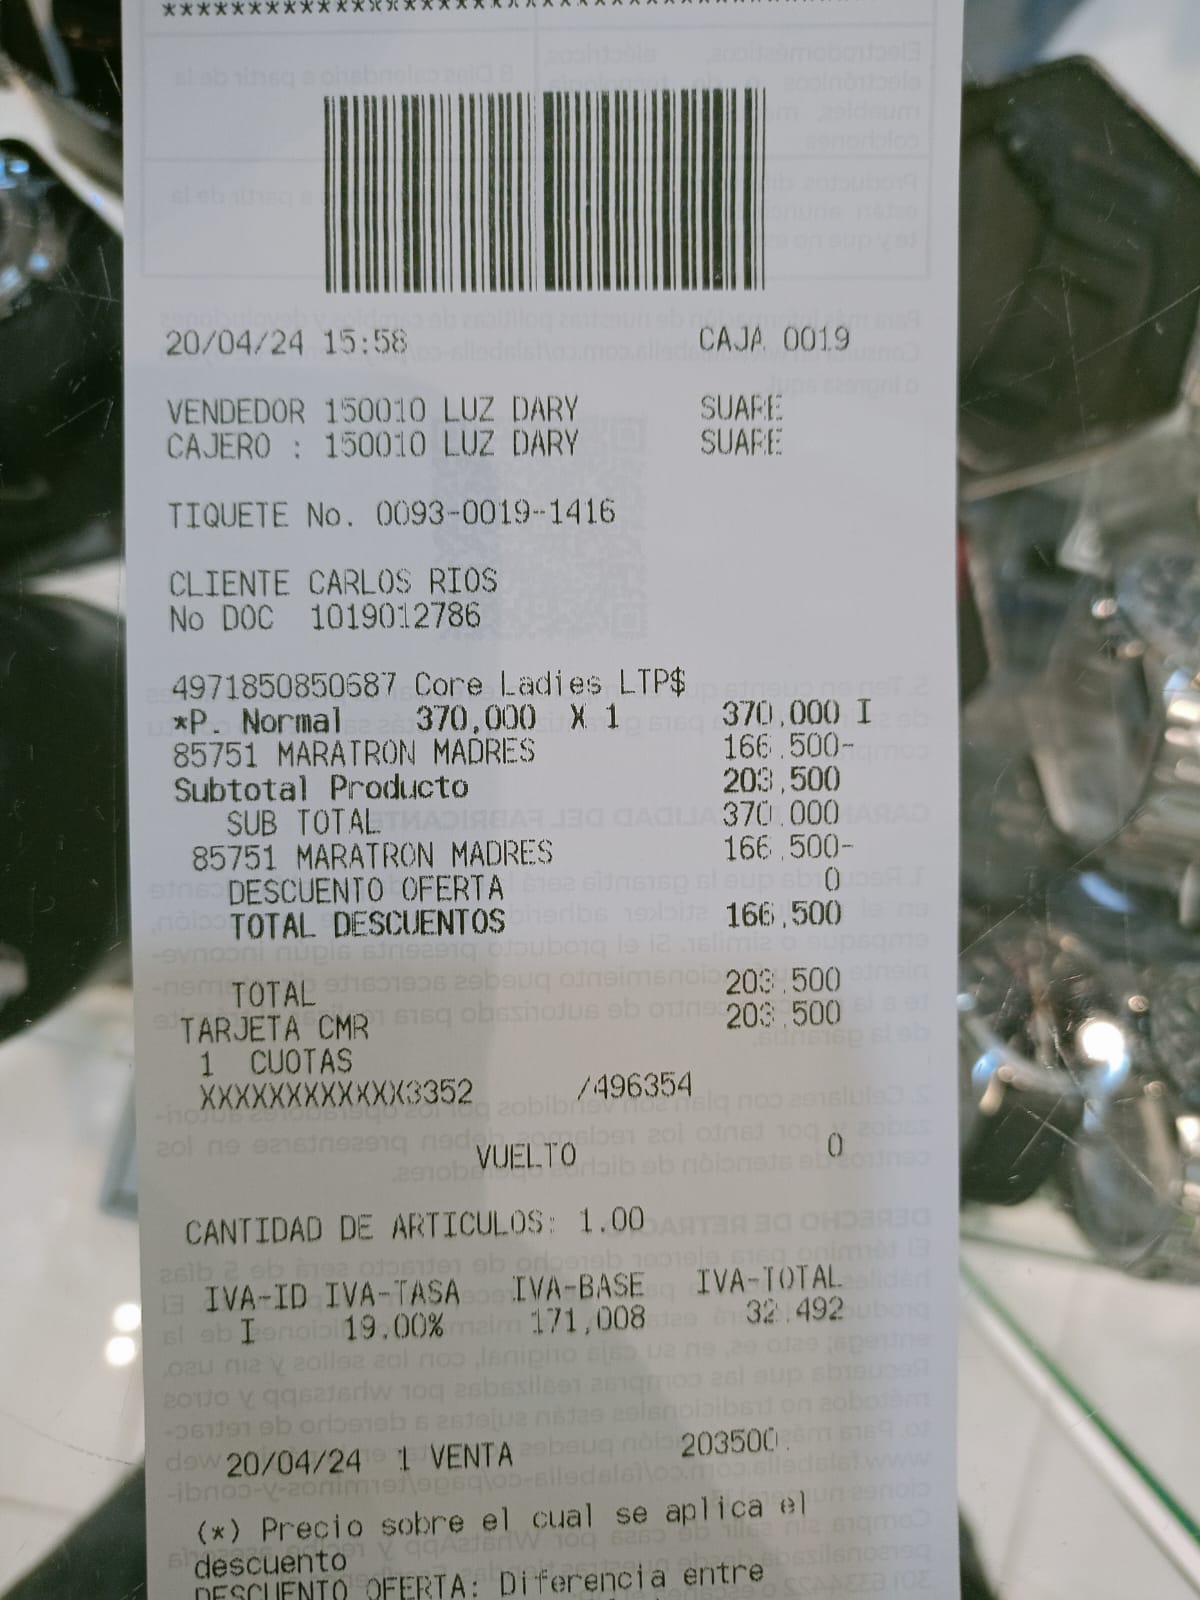 20/04/24 15:58 CAJA 0019
VENDEDOR 150010 LUZ DARY SUARE
CAJERO : 150010 LUZ DARY SUARE
TIQUETE No. 0093-0019-1416
CLIENTE CARLOS RIOS
No DOC 1019012786
4971850850687 Core Ladies LTP$
*P. Normal 370,000 X 1 370,000 I
85751 MARATRON MADRES 166,500-
Subtotal Producto 203,500
SUB TOTAL 370,000
85751 MARATRON MADRES 166,500-
DESCUENTO OFERTA 0
TOTAL DESCUENTOS 166,500
TOTAL 203,500
TARJETA CMR 203,500
1 CUOTAS
XXXXXXXXXXXX3352 /496354
VUELTO 0
CANTIDAD DE ARTICULOS: 1.00
IVA-ID IVA-TASA IVA-BASE IVA-TOTAL
I 19.00% 171,008 32,492
20/04/24 1 VENTA 203500.
(*) Precio sobre el cual se aplica el
descuento
DESCUENTO OFERTA: Diferencia entre